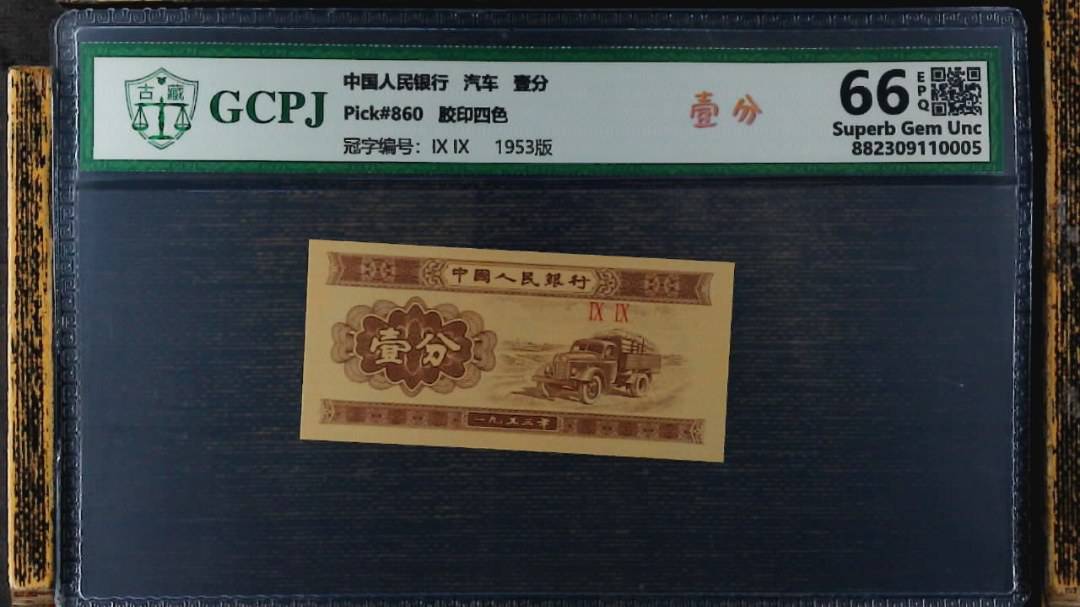 古 藏
GCPJ
中国人民银行 汽车 壹分
Pick#860 胶印四色
冠字编号: IX IX 1953版
壹分
66
EPQ
Superb Gem Unc
882309110005
中國人民銀行
IX IX
壹分
一九五三年